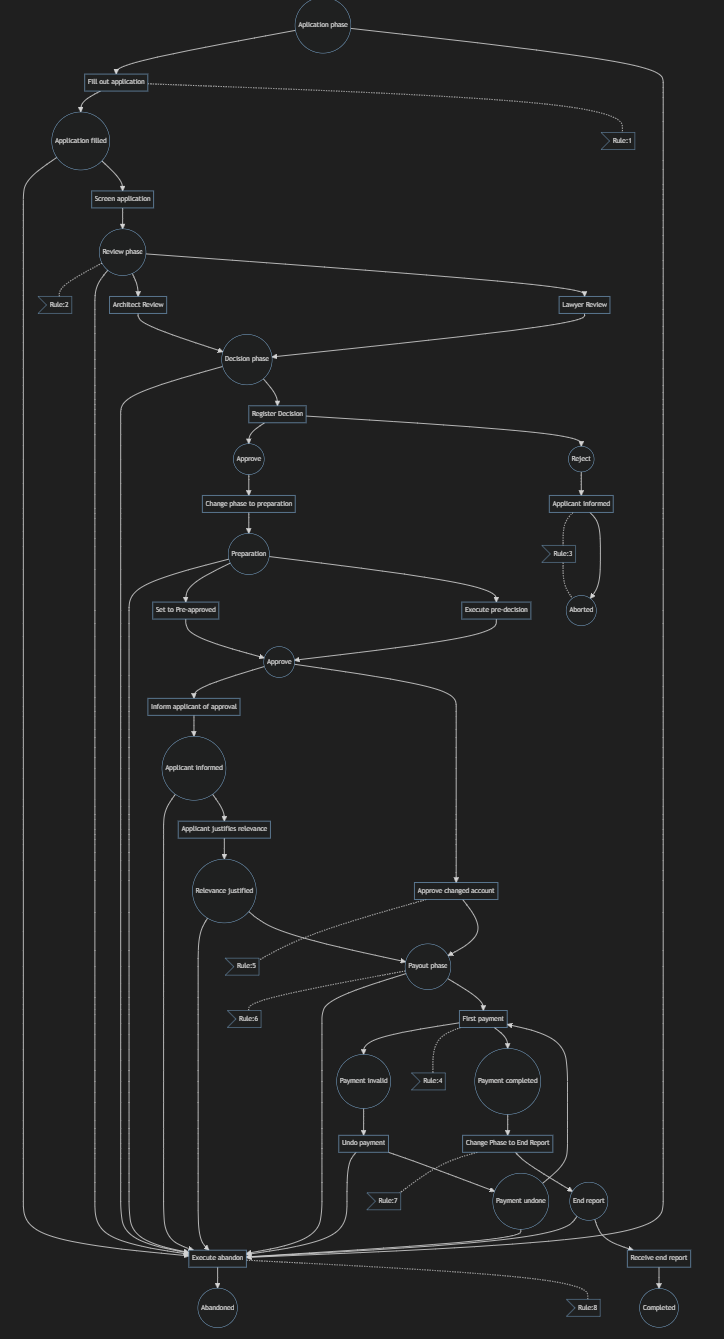 Aplication phase
Fill out application
Rule:1
Application filled
Screen application
Review phase
Rule:2
Architect Review
Lawyer Review
Decision phase
Register Decision
Approve
Reject
Change phase to preparation
Applicant informed
Preparation
Rule:3
Set to Pre-approved
Execute pre-decision
Aborted
Approve
Inform applicant of approval
Applicant informed
Applicant justifies relevance
Relevance justified
Approve changed account
Rule:5
Payout phase
Rule:6
First payment
Payment invalid
Rule:4
Payment completed
Undo payment
Change Phase to End Report
Rule:7
Payment undone
End report
Execute abandon
Receive end report
Abandoned
Rule:8
Completed